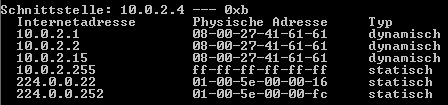 Schnittstelle: 10.0.2.4 --- 0xb
Internetadresse Physische Adresse Typ
10.0.2.1 08-00-27-41-61-61 dynamisch
10.0.2.2 08-00-27-41-61-61 dynamisch
10.0.2.15 08-00-27-41-61-61 dynamisch
10.0.2.255 ff-ff-ff-ff-ff-ff statisch
224.0.0.22 01-00-5e-00-00-16 statisch
224.0.0.252 01-00-5e-00-00-fc statisch